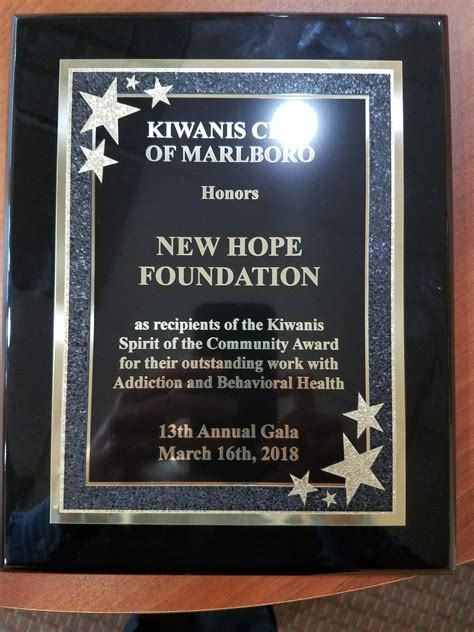 KIWANIS
OF MARLBORO
Honors
NEW HOPE
FOUNDATION
as recipients of the Kiwanis
Spirit of the Community Award
for their outstanding work with
Addiction and Behavioral Health
13th Annual Gala
March 16th, 2018